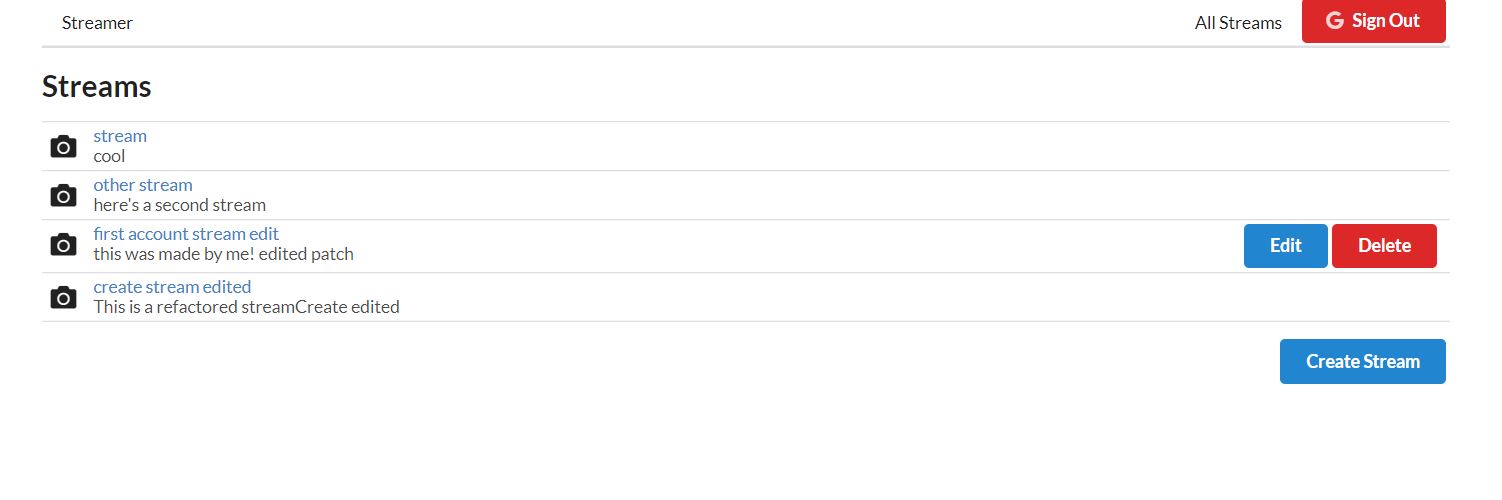 Streamer
All Streams
Sign Out
Streams
stream
cool
other stream
here's a second stream
first account stream edit
this was made by me! edited patch
Edit
Delete
create stream edited
This is a refactored streamCreate edited
Create Stream